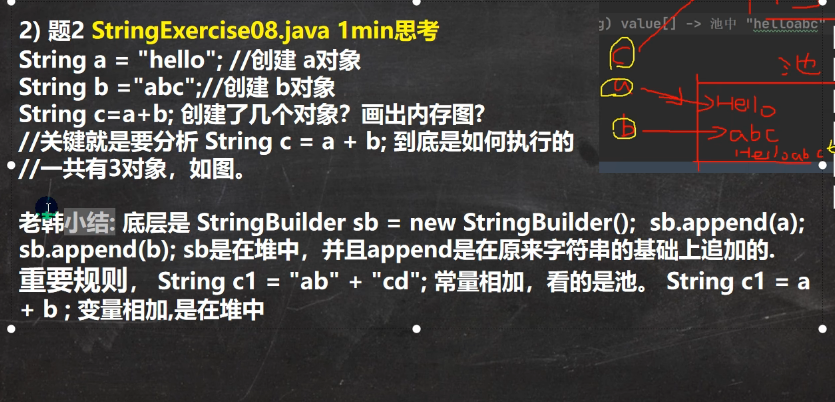 2) 题2 StringExercise08.java 1min思考
String a = "hello"; //创建 a对象
String b ="abc";//创建 b对象
String c=a+b; 创建了几个对象？画出内存图?
//关键就是要分析 String c = a + b; 到底是如何执行的
//一共有3对象，如图。
老韩小结: 底层是 StringBuilder sb = new StringBuilder(); sb.append(a);
sb.append(b); sb是在堆中，并且append是在原来字符串的基础上追加的.
重要规则， String c1 = "ab" + "cd"; 常量相加，看的是池。 String c1 = a
+ b ; 变量相加,是在堆中
g) value[] -> 池中 "helloabc"
c
池
a
Hello
b
abc
Helloabc